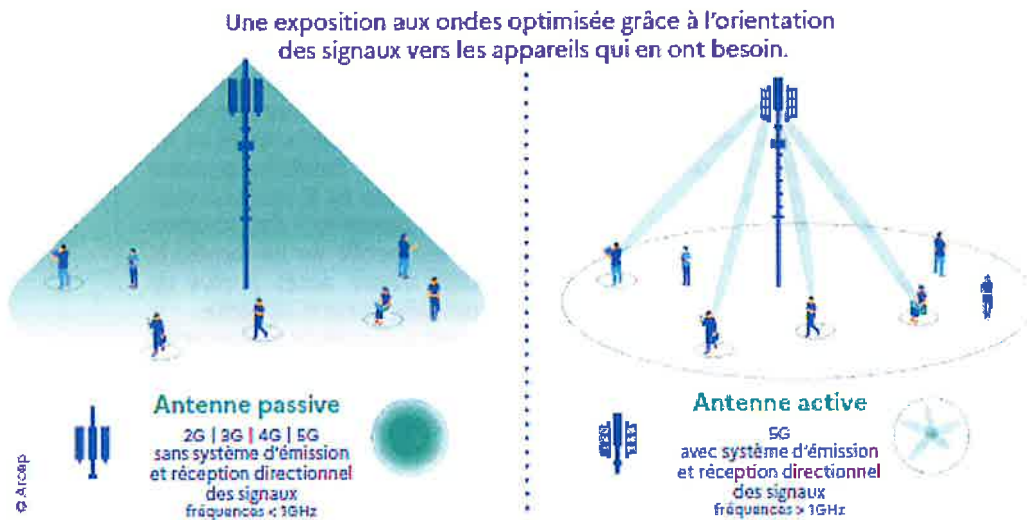 Une exposition aux ondes optimisée grâce à l'orientation
des signaux vers les appareils qui en ont besoin.
Antenne passive
2G | 3G | 4G | 5G
sans système d'émission
et réception directionnel
des signaux
fréquences < 1GHz
Antenne active
5G
avec système d'émission
et réception directionnel
des signaux
fréquences > 1GHz
© Arcep